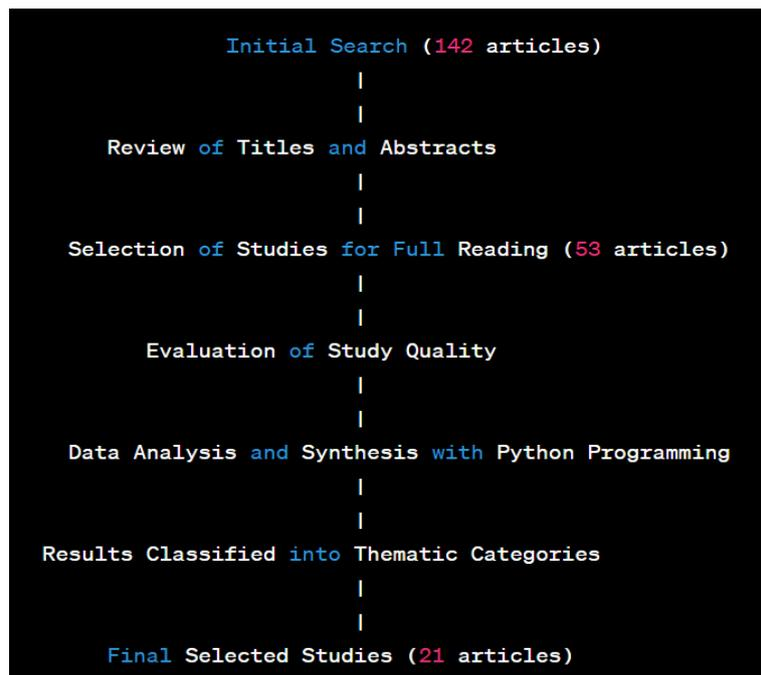 Initial Search (142 articles)
|
|
Review of Titles and Abstracts
|
|
Selection of Studies for Full Reading (53 articles)
|
|
Evaluation of Study Quality
|
|
Data Analysis and Synthesis with Python Programming
|
|
Results Classified into Thematic Categories
|
|
Final Selected Studies (21 articles)